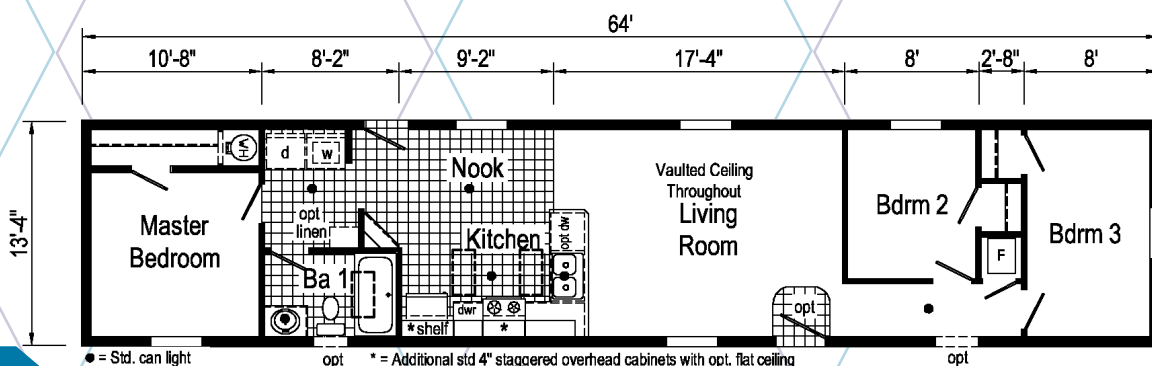 64'
10'-8" 8'-2" 9'-2" 17'-4" 8' 2'-8" 8'
13'-4"
WH
d w
Nook
Vaulted Ceiling
Throughout
Living
Room
Bdrm 2
Bdrm 3
Master
Bedroom
opt
linen
Kitchen
opt dw
F
Ba 1
dwr
opt
*shelf
*
● = Std. can light
opt
* = Additional std 4" staggered overhead cabinets with opt. flat ceiling
opt